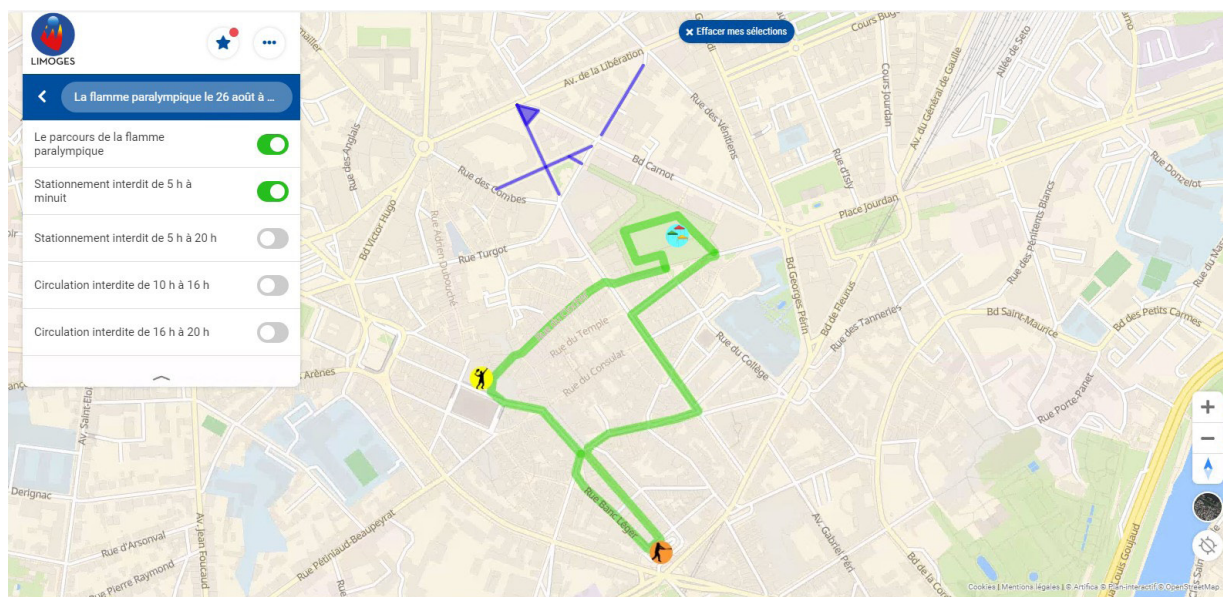 LIMOGES
La flamme paralympique le 26 août à ...
Le parcours de la flamme
paralympique
Stationnement interdit de 5 h à
minuit
Stationnement interdit de 5 h à 20 h
Circulation interdite de 10 h à 16 h
Circulation interdite de 16 h à 20 h
Effacer mes sélections
Cours Jourdan
Av. du Général de Gaulle
Allée de Seto
Av. de la Libération
Rue des Vénitiens
Rue des Anglais
Bd Carnot
Rue d'Isly
Rue Donzelot
Rue des Combes
Place Jourdan
Rue des Pénitents Blancs
Bd Victor Hugo
Rue Adrien Dubouché
Rue Turgot
Bd Georges Périn
Bd de Fleurus
Rue des Tanneries
Bd Saint-Maurice
Bd des Petits Carmes
Rue du Temple
Rue du Consulat
Rue du Collège
Arènes
Av. Saint-Éloi
Rue Porte-Panet
Derignac
Rue Banc Léger
Rue Pétiniaud-Beaupeyrat
Rue d'Arsonval
Av. Jean Foucaud
Rue Pierre Raymond
Av. Gabriel Péri
Bd de la Co
Louis Goujaud
Cookies | Mentions légales | © Artifica © Plan-interactif © OpenStreetMap